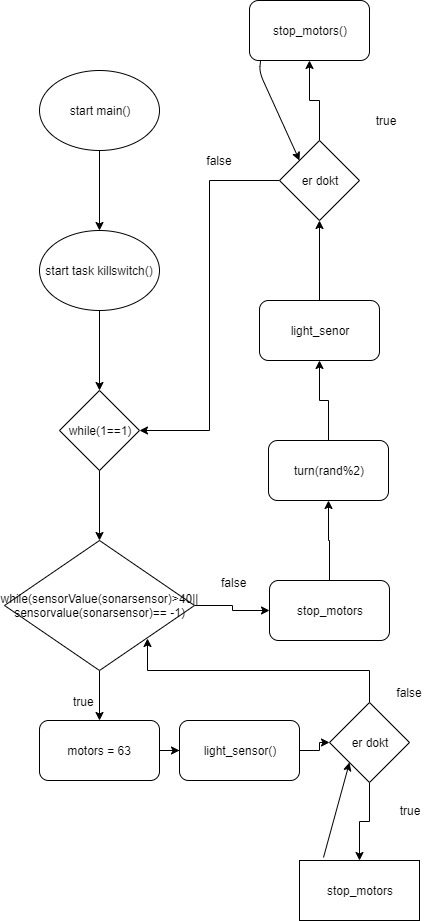 stop_motors()
start main()
true
false
er dokt
start task killswitch()
light_senor
while(1==1)
turn(rand%2)
while(sensorValue(sonarsensor)>40||
sensorvalue(sonarsensor)== -1)
false
stop_motors
true
false
motors = 63
light_sensor()
er dokt
true
stop_motors